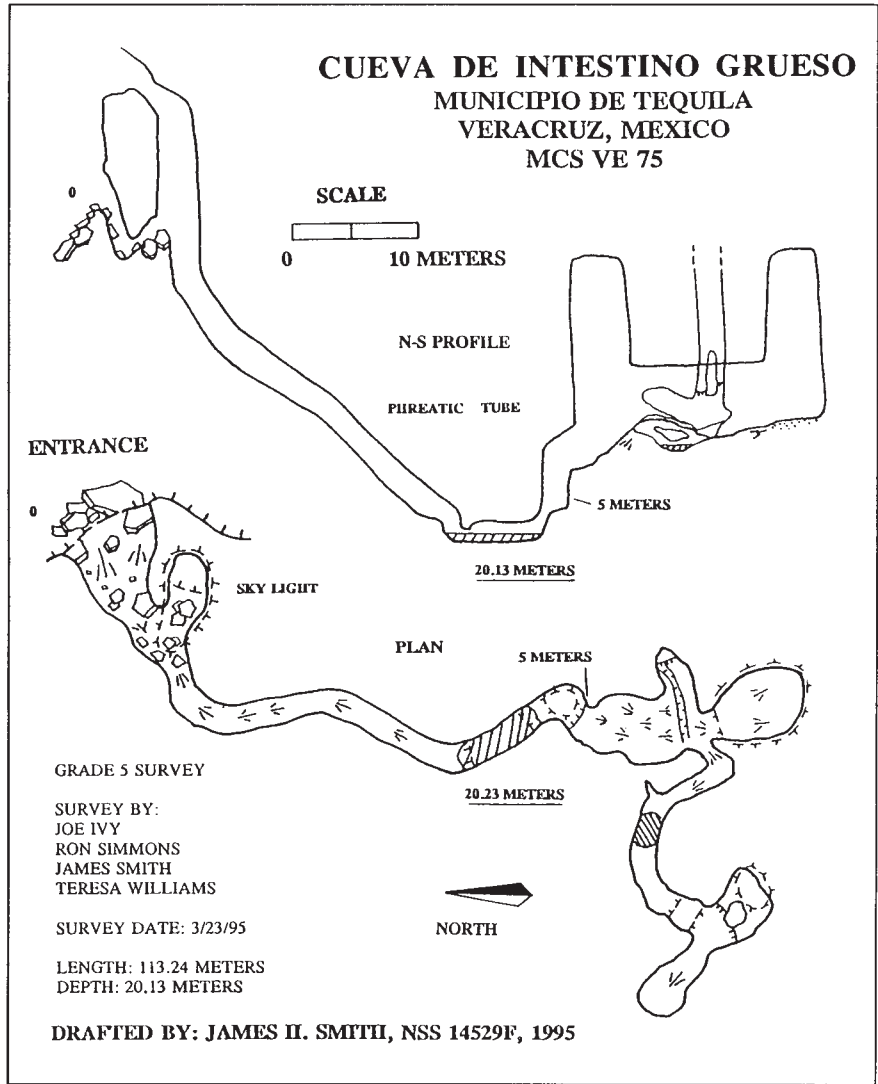 CUEVA DE INTESTINO GRUESO
MUNICIPIO DE TEQUILA
VERACRUZ, MEXICO
MCS VE 75
0
SCALE
0 10 METERS
N-S PROFILE
PHREATIC TUBE
ENTRANCE
0
5 METERS
20.13 METERS
SKY LIGHT
PLAN
5 METERS
20.23 METERS
GRADE 5 SURVEY
SURVEY BY:
JOE IVY
RON SIMMONS
JAMES SMITH
TERESA WILLIAMS
SURVEY DATE: 3/23/95
NORTH
LENGTH: 113.24 METERS
DEPTH: 20.13 METERS
DRAFTED BY: JAMES H. SMITH, NSS 14529F, 1995